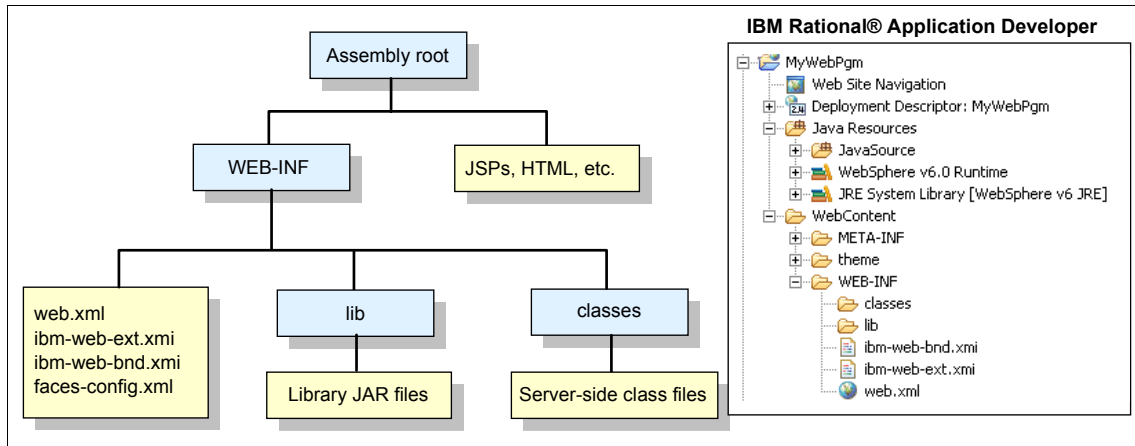 Assembly root
WEB-INF
JSPs, HTML, etc.
web.xml
ibm-web-ext.xmi
ibm-web-bnd.xmi
faces-config.xml
lib
classes
Library JAR files
Server-side class files
IBM Rational® Application Developer
MyWebPgm
Web Site Navigation
2.4 Deployment Descriptor: MyWebPgm
Java Resources
JavaSource
WebSphere v6.0 Runtime
JRE System Library [WebSphere v6 JRE]
WebContent
META-INF
theme
WEB-INF
classes
lib
ibm-web-bnd.xmi
ibm-web-ext.xmi
web.xml